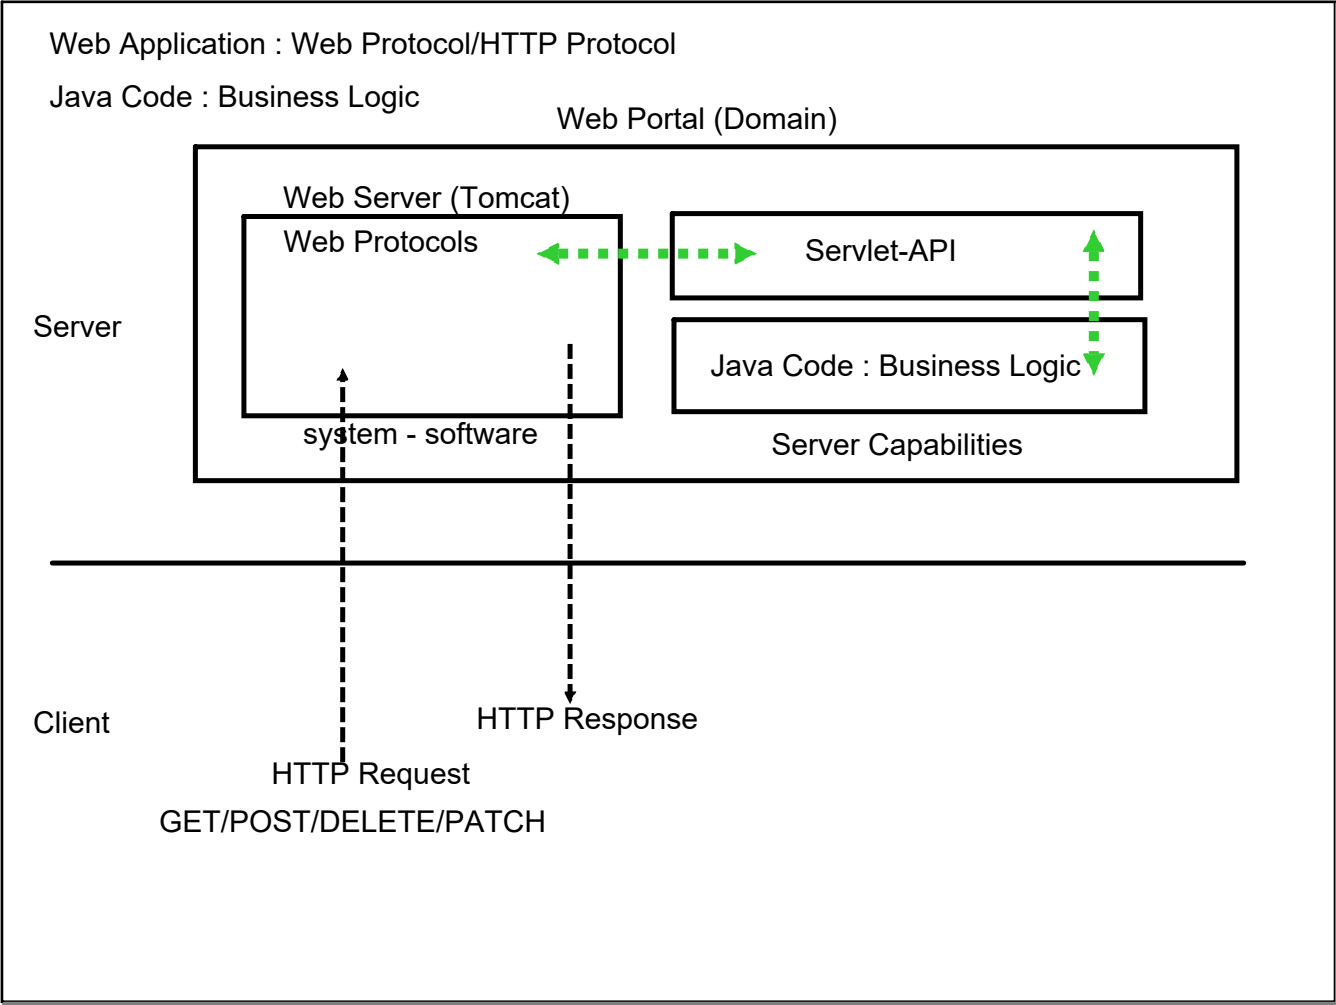 Web Application : Web Protocol/HTTP Protocol
Java Code : Business Logic
Web Portal (Domain)
Web Server (Tomcat)
Web Protocols
Servlet-API
Server
Java Code : Business Logic
system - software
Server Capabilities
Client
HTTP Response
HTTP Request
GET/POST/DELETE/PATCH